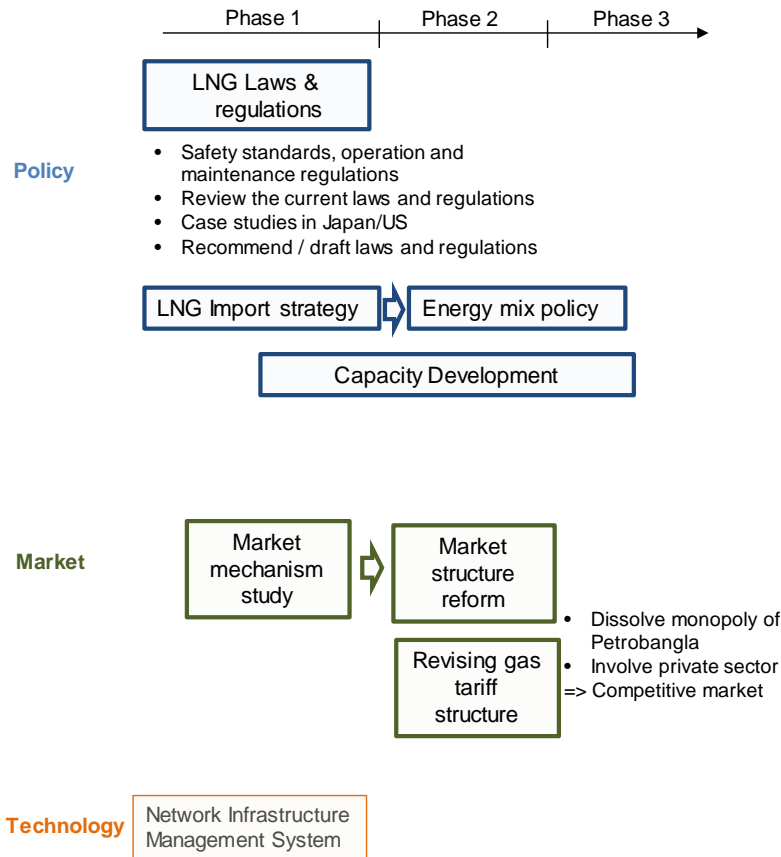 Phase 1
Phase 2
Phase 3
LNG Laws &
regulations
Policy
• Safety standards, operation and
maintenance regulations
• Review the current laws and regulations
• Case studies in Japan/US
• Recommend / draft laws and regulations
LNG Import strategy
Energy mix policy
Capacity Development
Market
Market
mechanism
study
Market
structure
reform
Revising gas
tariff
structure
• Dissolve monopoly of
Petrobangla
• Involve private sector
=> Competitive market
Technology
Network Infrastructure
Management System